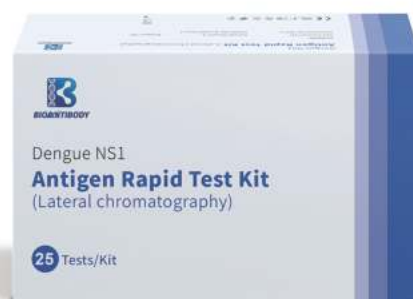 BIOANTIBODY
Dengue NS1
Antigen Rapid Test Kit
(Lateral chromatography)
25 Tests/Kit